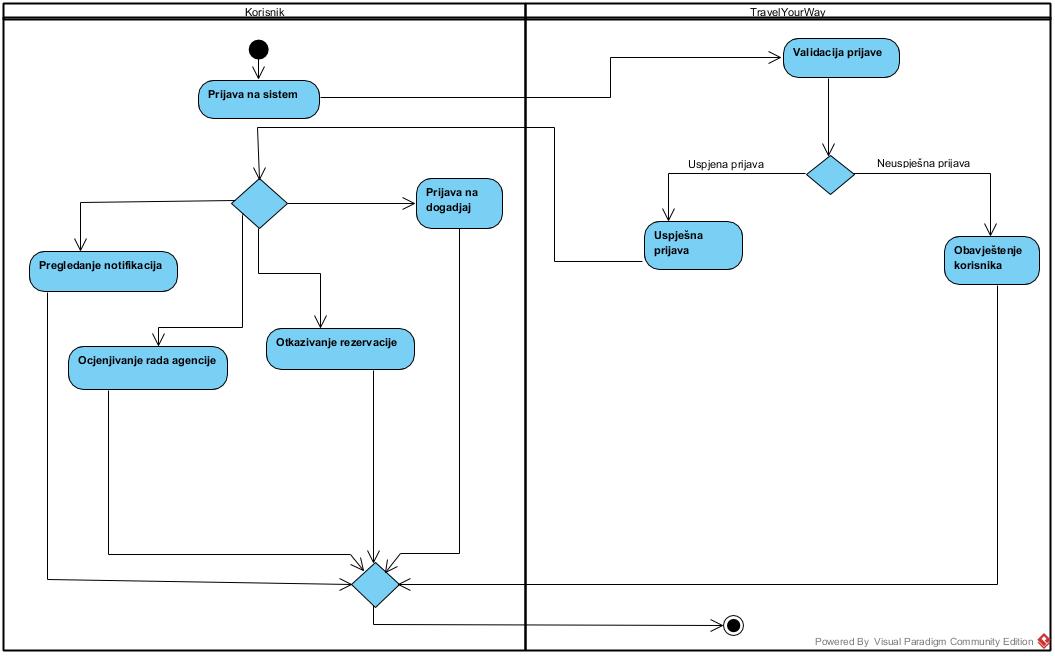 Korisnik
TravelYourWay
Prijava na sistem
Validacija prijave
Uspjena prijava
Neuspješna prijava
Prijava na
dogadjaj
Uspješna
prijava
Obavještenje
korisnika
Pregledanje notifikacija
Ocjenjivanje rada agencije
Otkazivanje rezervacije
Powered By Visual Paradigm Community Edition